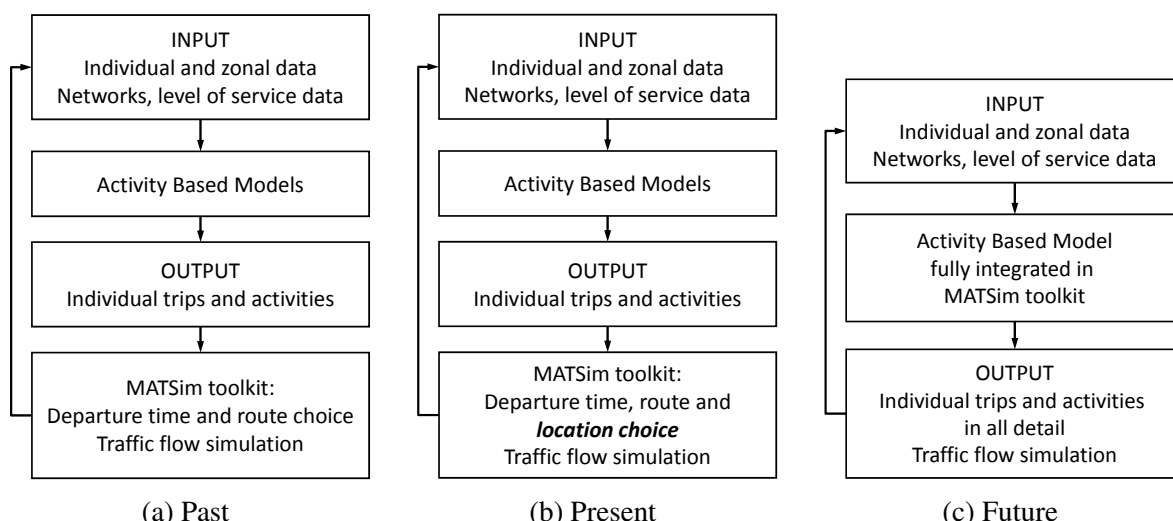 INPUT
Individual and zonal data
Networks, level of service data
Activity Based Models
OUTPUT
Individual trips and activities
MATSim toolkit:
Departure time and route choice
Traffic flow simulation
(a) Past
INPUT
Individual and zonal data
Networks, level of service data
Activity Based Models
OUTPUT
Individual trips and activities
MATSim toolkit:
Departure time, route and
location choice
Traffic flow simulation
(b) Present
INPUT
Individual and zonal data
Networks, level of service data
Activity Based Model
fully integrated in
MATSim toolkit
OUTPUT
Individual trips and activities
in all detail
Traffic flow simulation
(c) Future